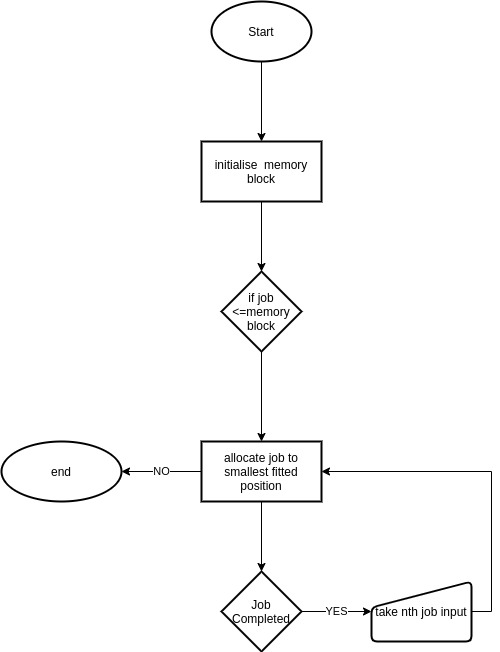 Start
initialise  memory
block
if job
<=memory
block
allocate job to
smallest fitted
position
NO
end
Job
Completed
YES
take nth job input